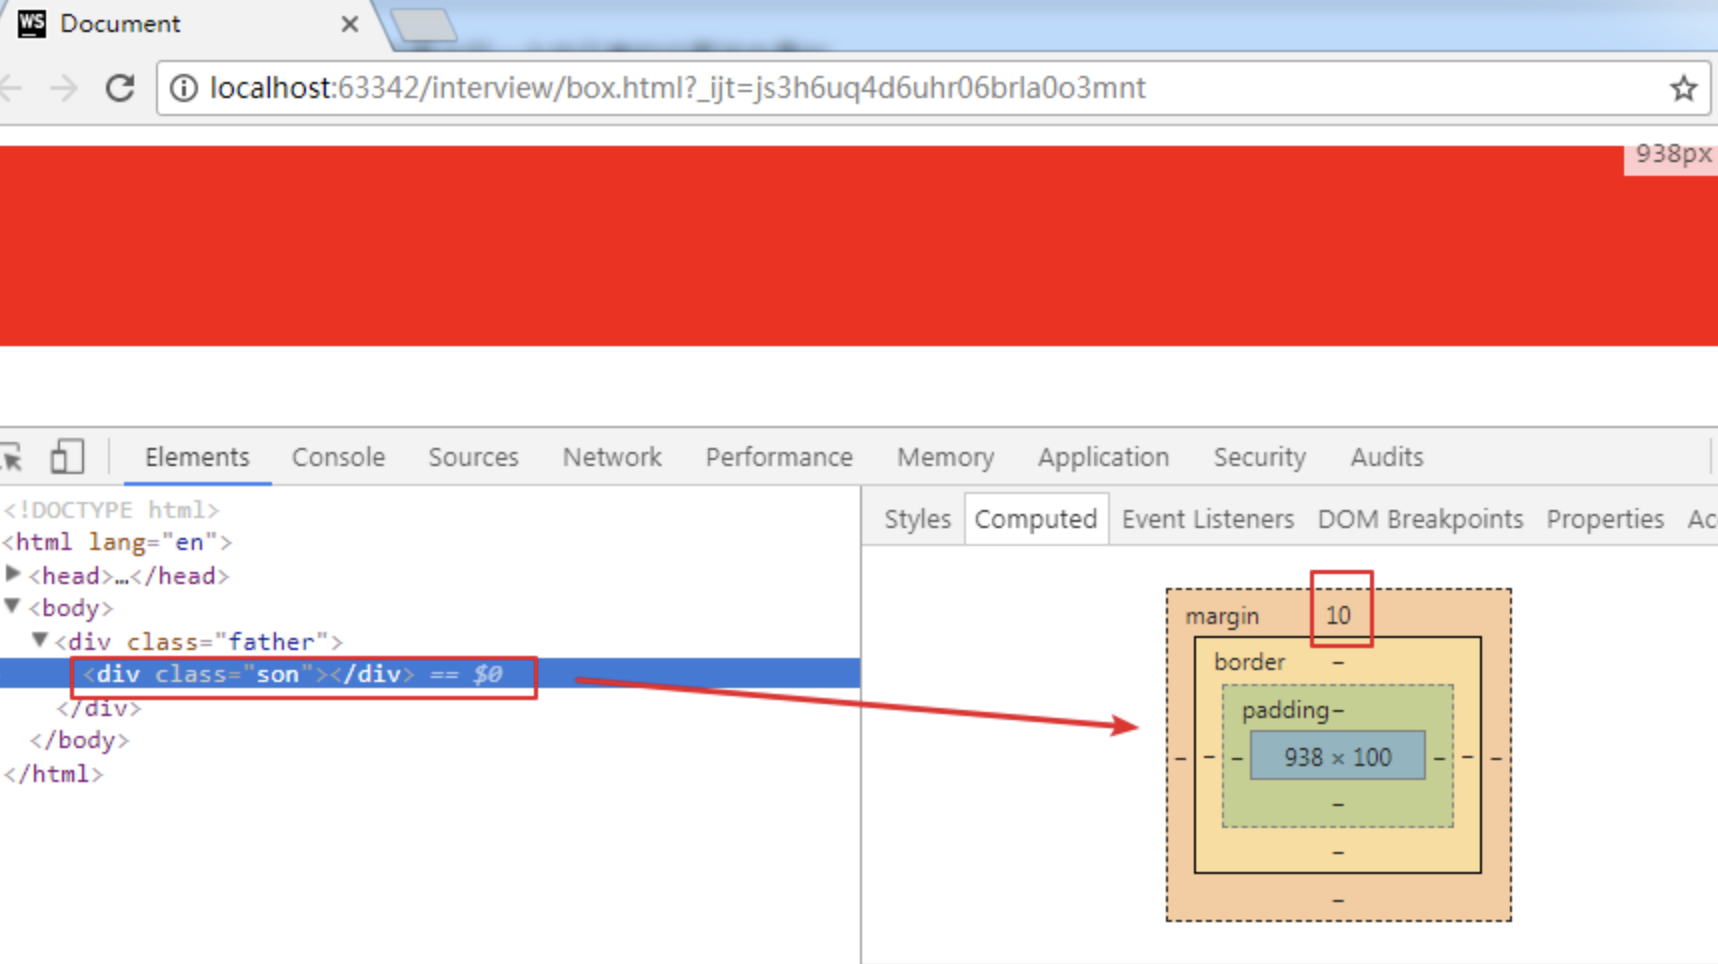 WS Document
localhost:63342/interview/box.html?_ijt=js3h6uq4d6uhr06brla0o3mnt
938px
Elements Console Sources Network Performance Memory Application Security Audits
<!DOCTYPE html>
<html lang="en">
<head>…</head>
<body>
<div class="father">
<div class="son"></div> == $0
</div>
</body>
</html>
Styles Computed Event Listeners DOM Breakpoints Properties Ac
margin 10
border –
padding –
– – – 938 × 100 – – –
–
–
–